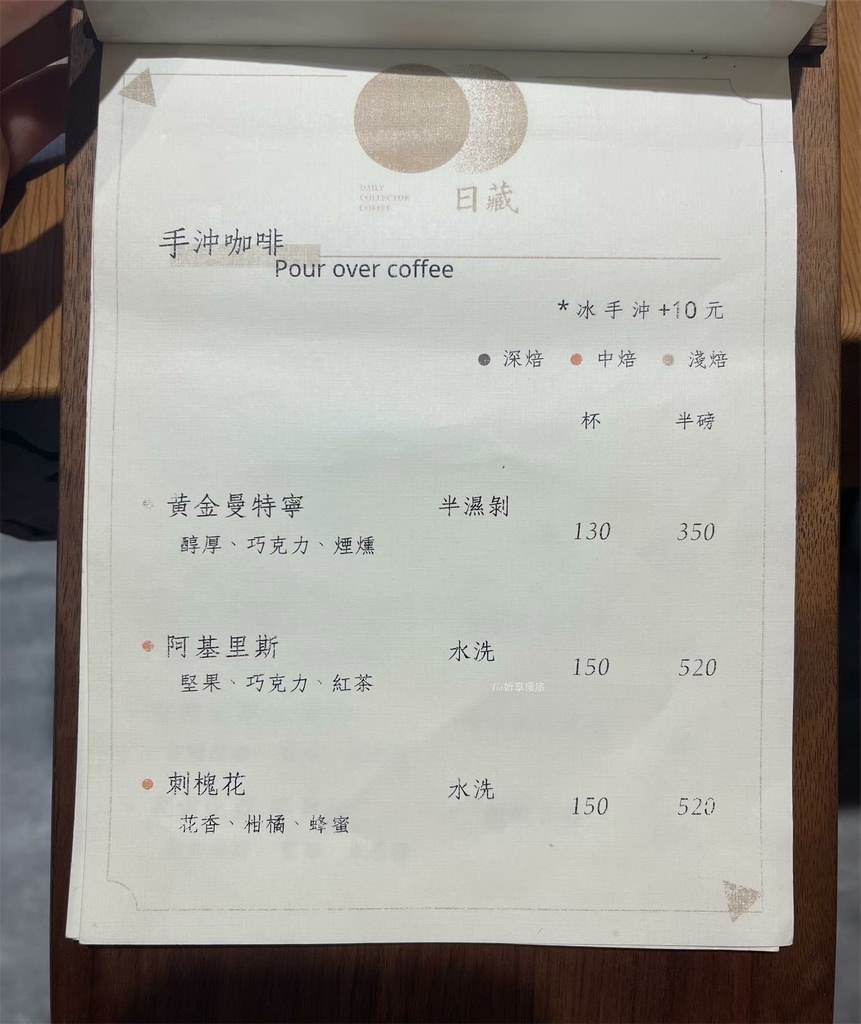 DAILY
COLLECTOR
COFFEE
日藏
手沖咖啡
Pour over coffee
*冰手沖+10元
深焙 中焙 淺焙
杯 半磅
黃金曼特寧 半濕剝
130 350
醇厚、巧克力、煙燻
阿基里斯 水洗
150 520
堅果、巧克力、紅茶
刺槐花 水洗
150 520
花香、柑橘、蜂蜜